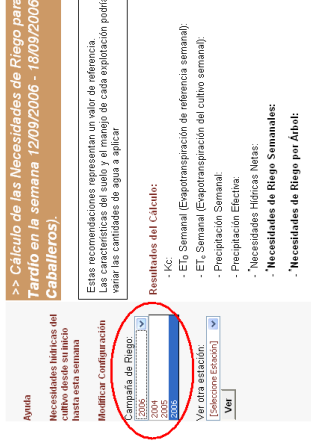 >> Cálculo de las Necesidades de Riego para
Tardío en la semana 12/09/2006 - 18/09/2006
Caballeros).
Ayuda
Necesidades hídricas del
cultivo desde su inicio
hasta esta semana
Modificar Configuración
Campaña de Riego:
2006
2004
2005
2006
Ver otra estación:
[Seleccione Estación]
Ver
Estas recomendaciones representan un valor de referencia.
Las características del suelo y el manejo de cada explotación podría
variar las cantidades de agua a aplicar
Resultados del Cálculo:
- Kc:
- ET0 Semanal (Evapotranspiración de referencia semanal):
- ETc Semanal (Evapotranspiración del cultivo semanal):
- Precipitación Semanal:
- Precipitación Efectiva:
- *Necesidades Hídricas Netas:
- *Necesidades de Riego Semanales:
- *Necesidades de Riego por Árbol: